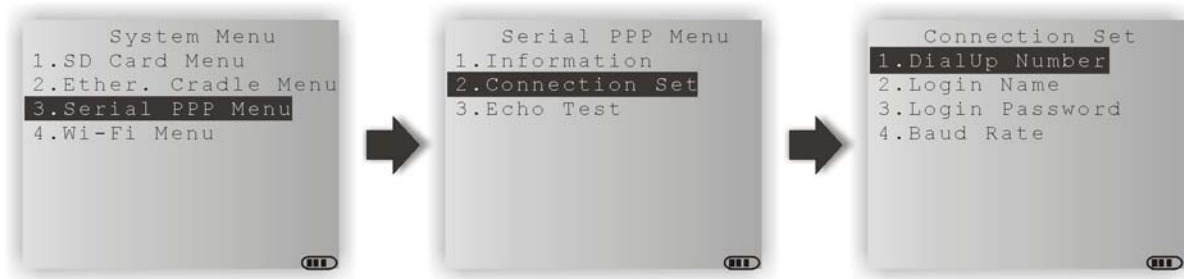 System Menu
1.SD Card Menu
2.Ether. Cradle Menu
3.Serial PPP Menu
4.Wi-Fi Menu
Serial PPP Menu
1.Information
2.Connection Set
3.Echo Test
Connection Set
1.DialUp Number
2.Login Name
3.Login Password
4.Baud Rate